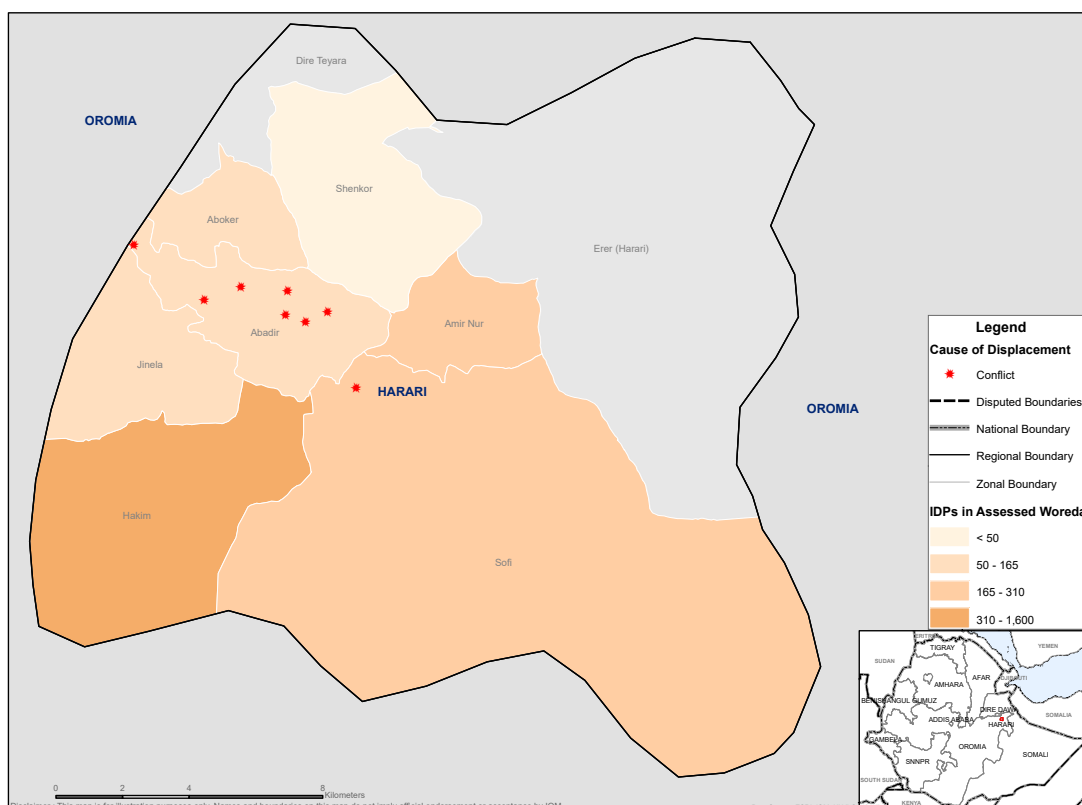 Dire Teyara
OROMIA
Shenkor
Aboker
Erer (Harari)
Amir Nur
Abadir
Jinela
HARARI
OROMIA
Hakim
Sofi
Legend
Cause of Displacement
Conflict
Disputed Boundaries
National Boundary
Regional Boundary
Zonal Boundary
IDPs in Assessed Woreda
< 50
50 - 165
165 - 310
310 - 1,600
ERITREA
TIGRAY
YEMEN
SUDAN
AFAR
AMHARA
DJIBOUTI
BENISHANGUL GUMUZ
DIRE DAWA
SOMALIA
ADDIS ABABA
HARARI
GAMBELA
OROMIA
SOMALI
SNNPR
SOUTH SUDAN
KENYA
0 2 4 8
Kilometers